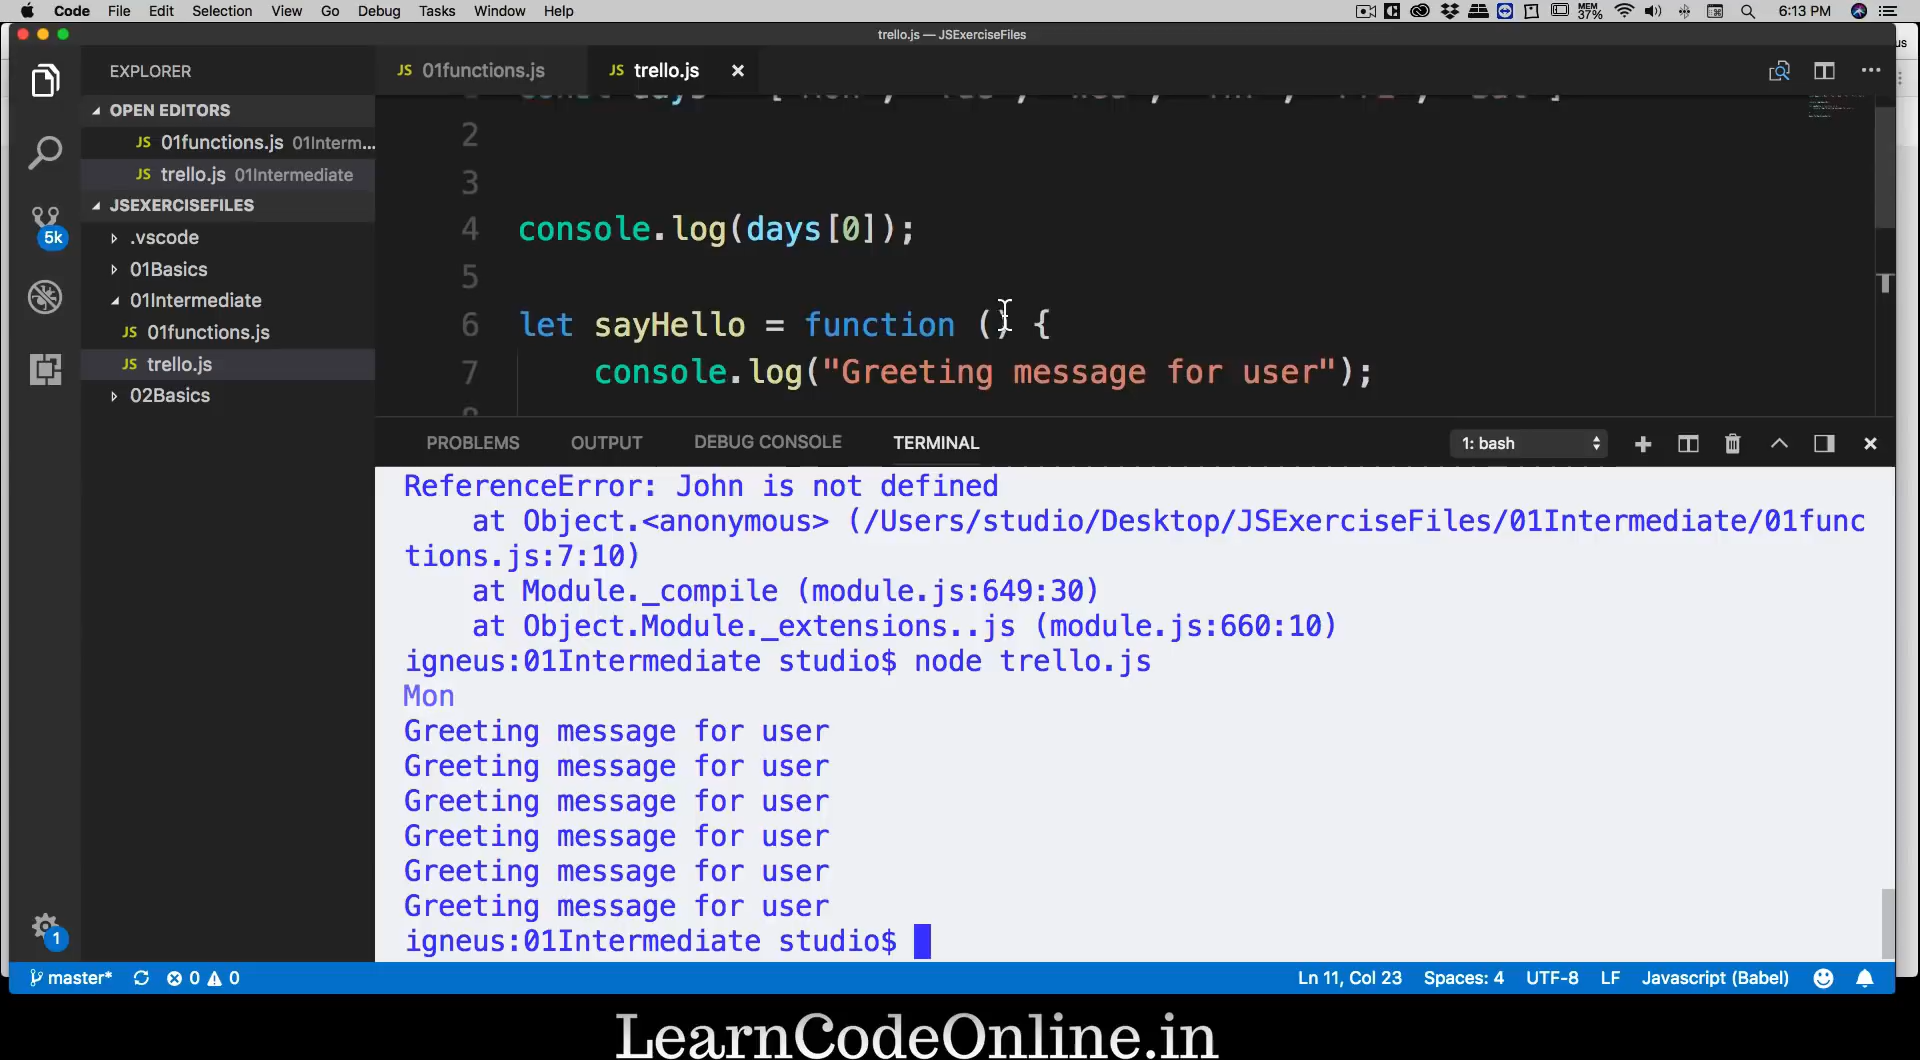 Code File Edit Selection View Go Debug Tasks Window Help MEM 37% 6:13 PM
trello.js — JSExerciseFiles
EXPLORER
JS 01functions.js JS trello.js ×
OPEN EDITORS
JS 01functions.js 01Interm...
JS trello.js 01Intermediate
JSEXERCISEFILES
.vscode
01Basics
01Intermediate
JS 01functions.js
JS trello.js
02Basics
5k
1
2
3
4 console.log(days[0]);
5
6 let sayHello = function () {
7 console.log("Greeting message for user");
PROBLEMS OUTPUT DEBUG CONSOLE TERMINAL 1: bash
ReferenceError: John is not defined
at Object.<anonymous> (/Users/studio/Desktop/JSExerciseFiles/01Intermediate/01func
tions.js:7:10)
at Module._compile (module.js:649:30)
at Object.Module._extensions..js (module.js:660:10)
igneus:01Intermediate studio$ node trello.js
Mon
Greeting message for user
Greeting message for user
Greeting message for user
Greeting message for user
Greeting message for user
Greeting message for user
igneus:01Intermediate studio$
master* 0 0 Ln 11, Col 23 Spaces: 4 UTF-8 LF Javascript (Babel)
LearnCodeOnline.in